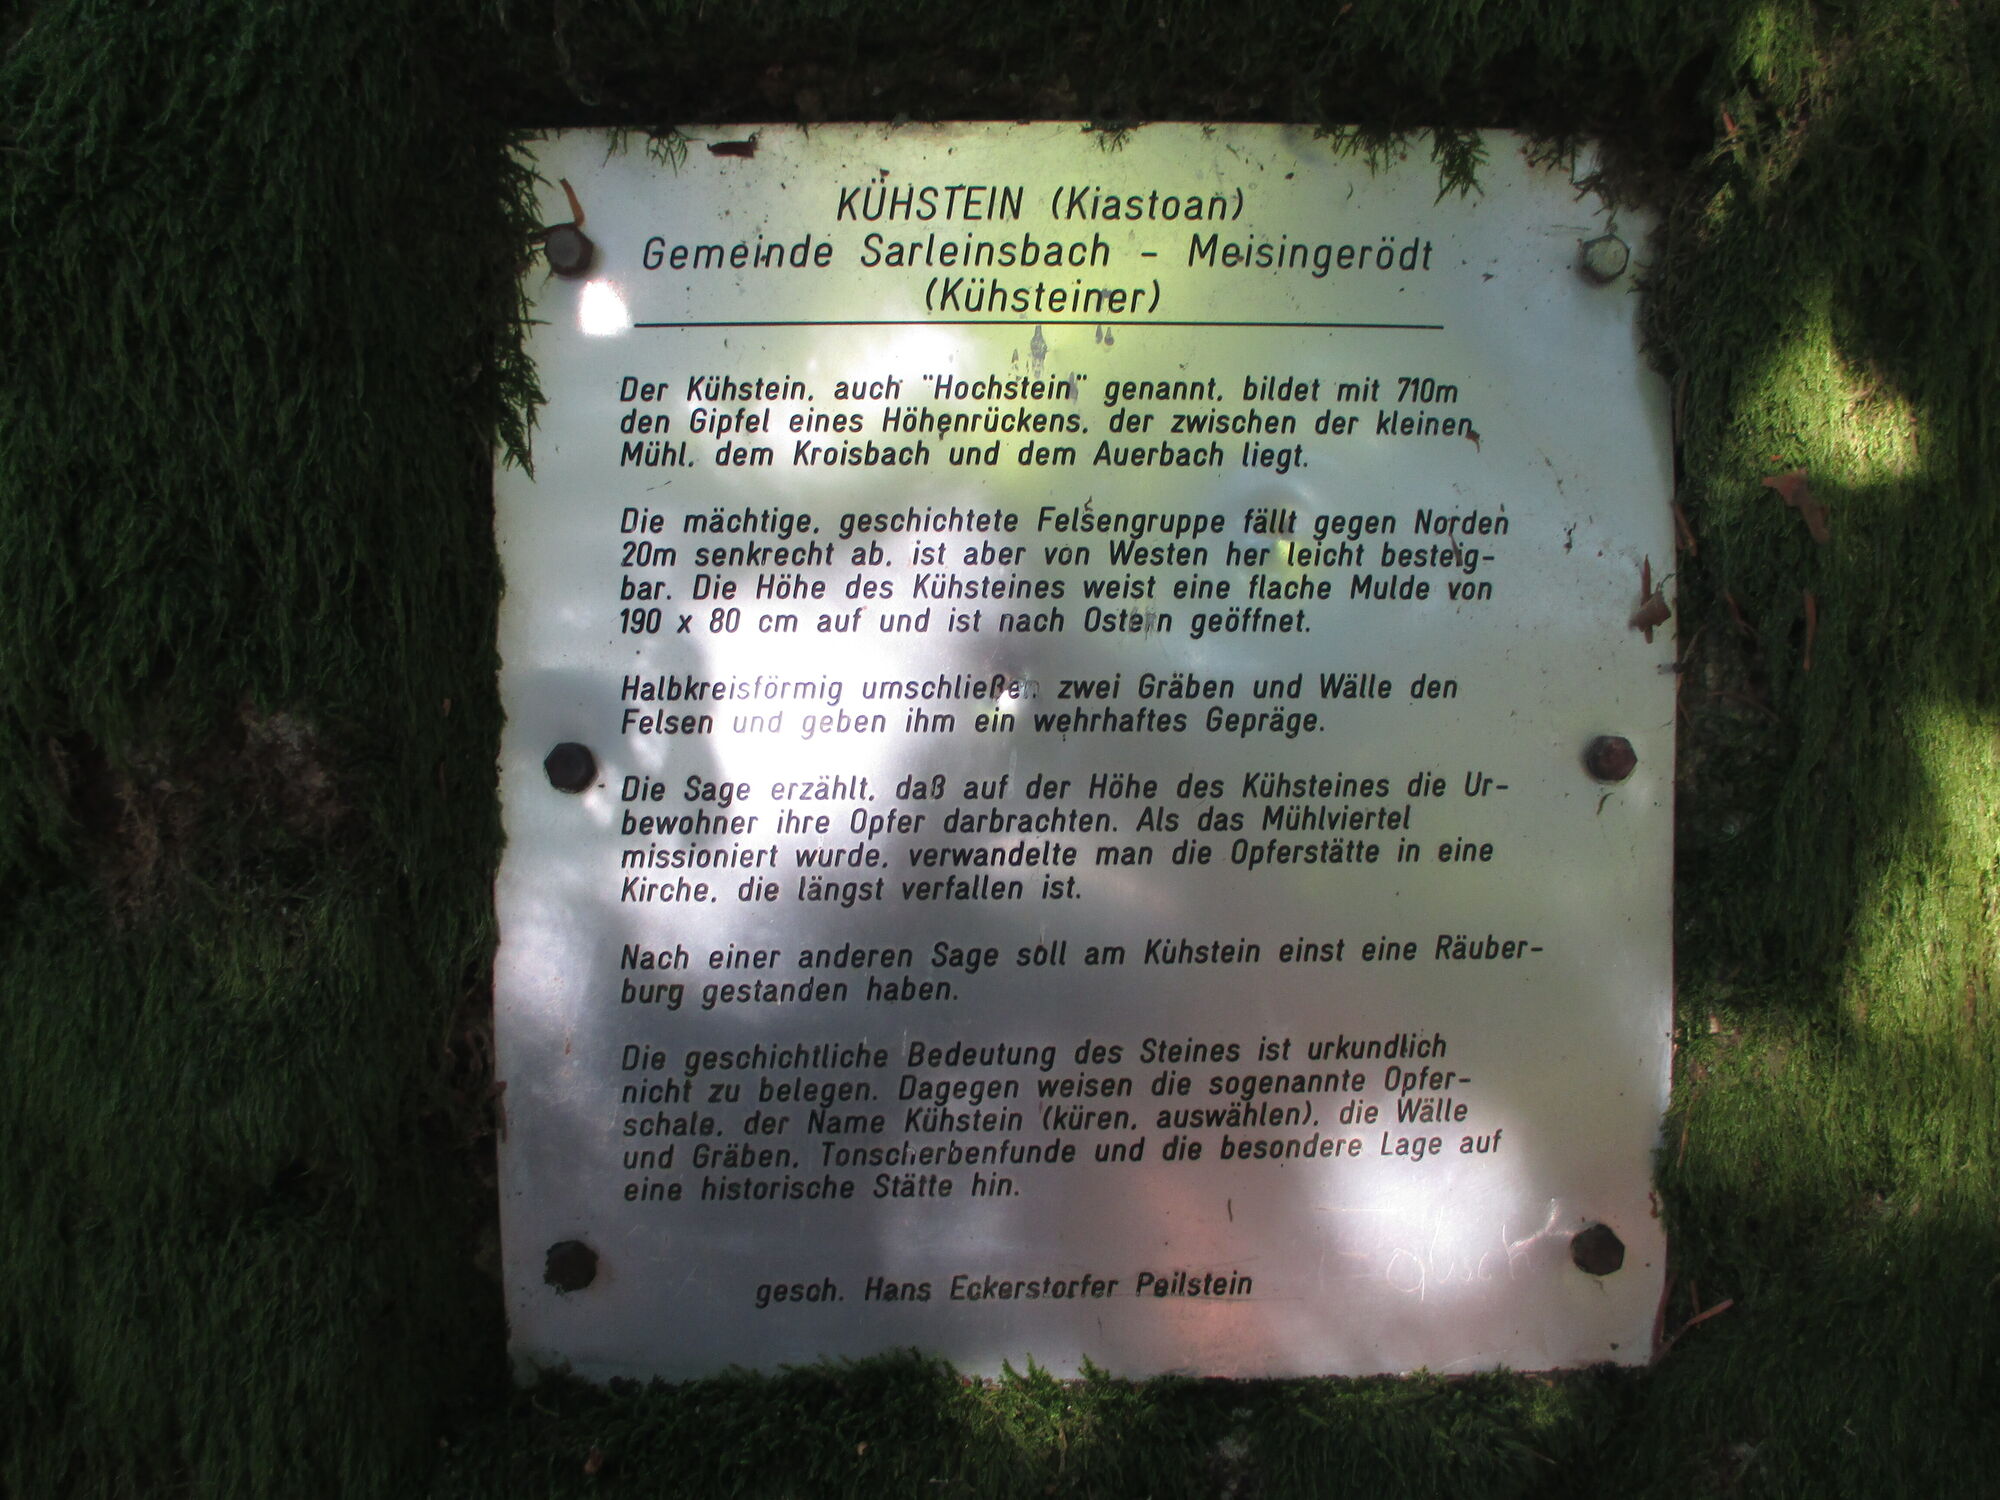 KÜHSTEIN (Kiastoan)
Gemeinde Sarleinsbach - Meisingerödt
(Kühsteiner)
Der Kühstein, auch "Hochstein" genannt, bildet mit 710m
den Gipfel eines Höhenrückens, der zwischen der kleinen
Mühl, dem Kroisbach und dem Auerbach liegt.
Die mächtige, geschichtete Felsengruppe fällt gegen Norden
20m senkrecht ab, ist aber von Westen her leicht besteig-
bar. Die Höhe des Kühsteines weist eine flache Mulde von
190 x 80 cm auf und ist nach Ostern geöffnet.
Halbkreisförmig umschließen zwei Gräben und Wälle den
Felsen und geben ihm ein wehrhaftes Gepräge.
Die Sage erzählt, daß auf der Höhe des Kühsteines die Ur-
bewohner ihre Opfer darbrachten. Als das Mühlviertel
missioniert wurde, verwandelte man die Opferstätte in eine
Kirche, die längst verfallen ist.
Nach einer anderen Sage soll am Kühstein einst eine Räuber-
burg gestanden haben.
Die geschichtliche Bedeutung des Steines ist urkundlich
nicht zu belegen. Dagegen weisen die sogenannte Opfer-
schale, der Name Kühstein (küren, auswählen), die Wälle
und Gräben, Tonscherbenfunde und die besondere Lage auf
eine historische Stätte hin.
gesch. Hans Eckerstorfer Peilstein